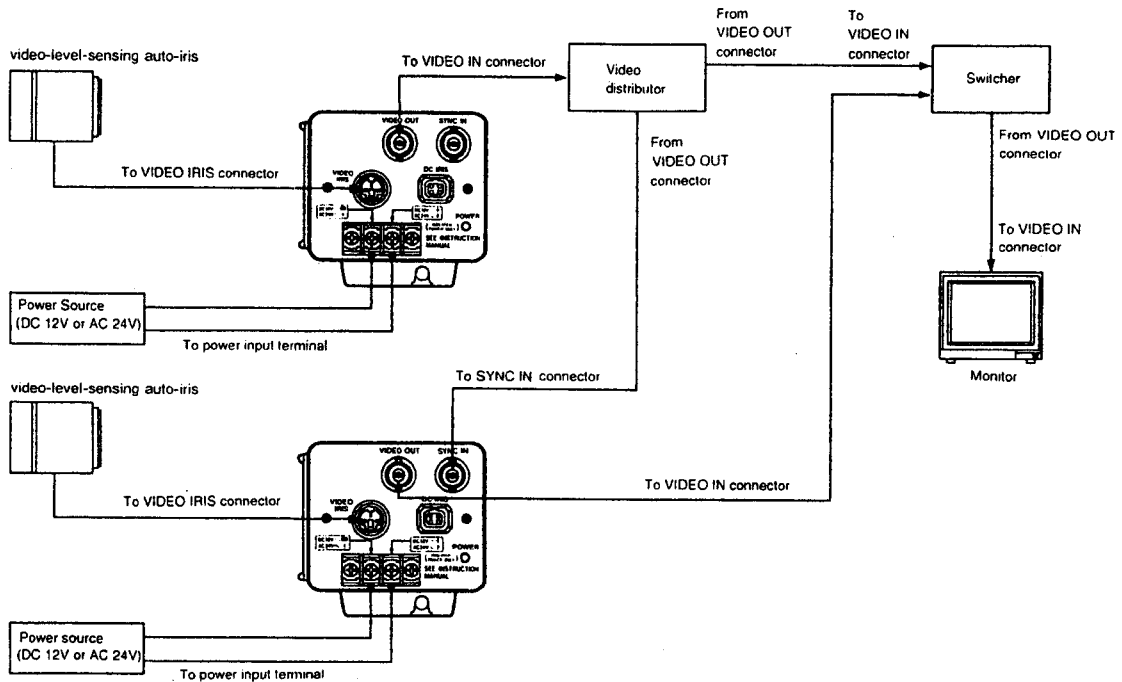 video-level-sensing auto-iris
To VIDEO IRIS connector
Power Source
(DC 12V or AC 24V)
To power input terminal
VIDEO OUT
SYNC IN
VIDEO
IRIS
DC IRIS
POWER
SEE INSTRUCTION
MANUAL
To VIDEO IN connector
Video
distributor
From
VIDEO OUT
connector
To
VIDEO IN
connector
Switcher
From
VIDEO OUT
connector
From VIDEO OUT
connector
To VIDEO IN
connector
Monitor
To SYNC IN connector
video-level-sensing auto-iris
To VIDEO IRIS connector
Power source
(DC 12V or AC 24V)
To power input terminal
VIDEO OUT
SYNC IN
VIDEO
IRIS
DC IRIS
POWER
SEE INSTRUCTION
MANUAL
To VIDEO IN connector